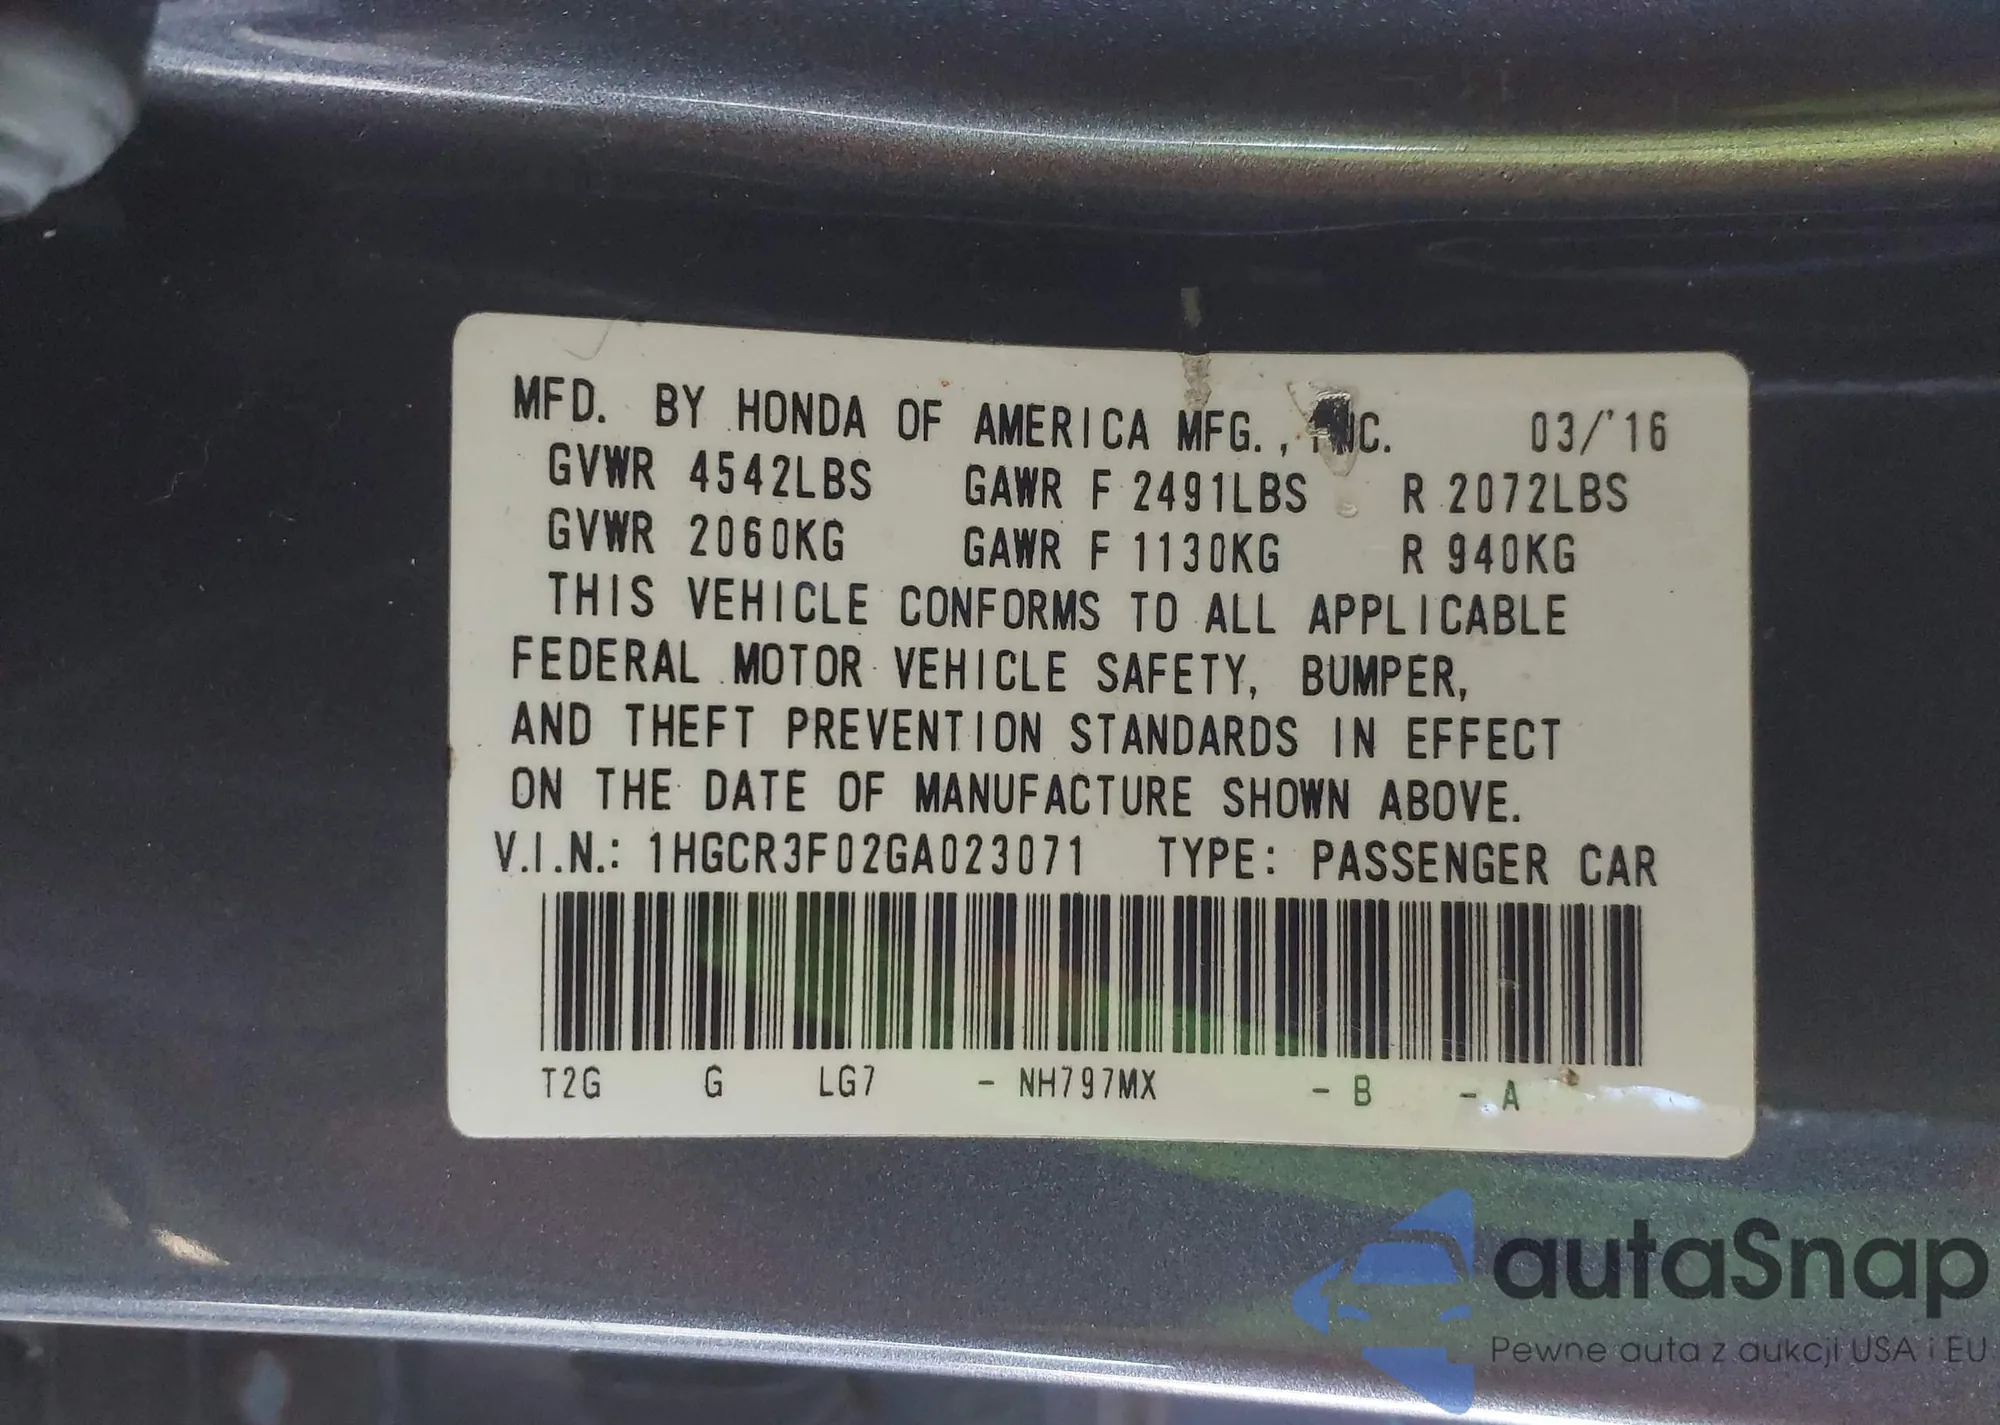 MFD. BY HONDA OF AMERICA MFG., INC. 03/'16
GVWR 4542LBS GAWR F 2491LBS R 2072LBS
GVWR 2060KG GAWR F 1130KG R 940KG
THIS VEHICLE CONFORMS TO ALL APPLICABLE
FEDERAL MOTOR VEHICLE SAFETY, BUMPER,
AND THEFT PREVENTION STANDARDS IN EFFECT
ON THE DATE OF MANUFACTURE SHOWN ABOVE.
V.I.N.: 1HGCR3F02GA023071 TYPE: PASSENGER CAR
T2G G LG7 - NH797MX - B - A
autaSnap
Pewne auta z aukcji USA i EU